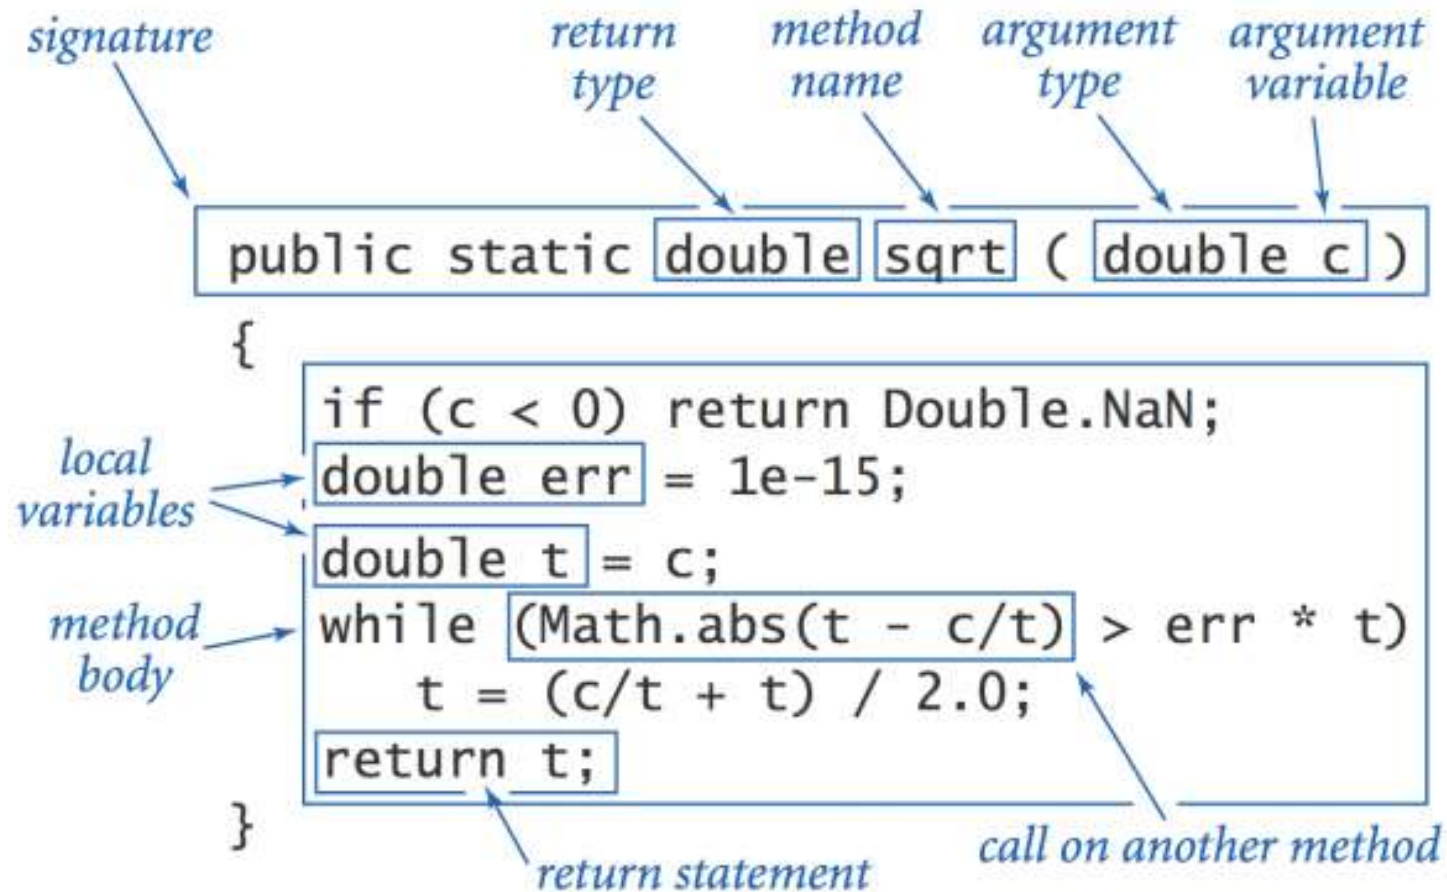 signature
return type
method name
argument type
argument variable
public static double sqrt ( double c )
{
if (c < 0) return Double.NaN;
local variables
double err = 1e-15;
double t = c;
method body
while (Math.abs(t - c/t) > err * t)
t = (c/t + t) / 2.0;
return t;
}
call on another method
return statement